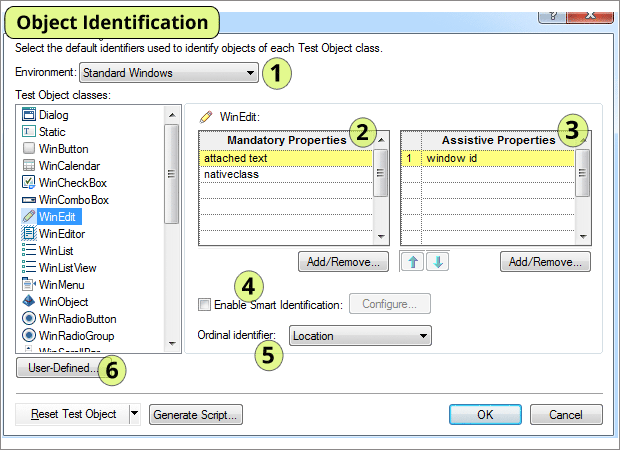 Object Identification
Select the default identifiers used to identify objects of each Test Object class.
Environment: Standard Windows
1
Test Object classes:
Dialog
Static
WinButton
WinCalendar
WinCheckBox
WinComboBox
WinEdit
WinEditor
WinList
WinListView
WinMenu
WinObject
WinRadioButton
WinRadioGroup
WinScrollBar
User-Defined...
6
WinEdit:
Mandatory Properties
2
attached text
nativeclass
Add/Remove...
Assistive Properties
3
1 window id
Add/Remove...
4
Enable Smart Identification: Configure...
Ordinal identifier: Location
5
Reset Test Object
Generate Script...
OK
Cancel